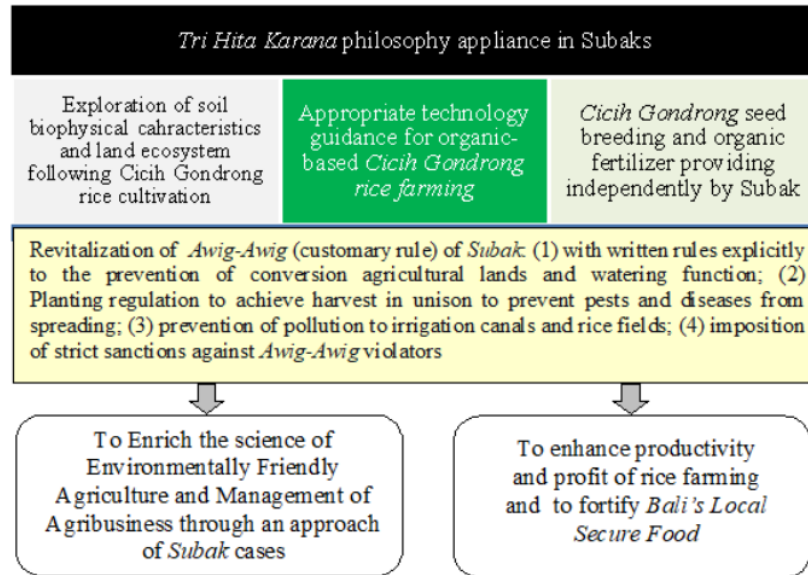 Tri Hita Karana philosophy appliance in Subaks
Exploration of soil
biophysical cahracteristics
and land ecosystem
following Cicih Gondrong
rice cultivation
Appropriate technology
guidance for organic-
based Cicih Gondrong
rice farming
Cicih Gondrong seed
breeding and organic
fertilizer providing
independently by Subak
Revitalization of Awig-Awig (customary rule) of Subak: (1) with written rules explicitly
to the prevention of conversion agricultural lands and watering function; (2)
Planting regulation to achieve harvest in unison to prevent pests and diseases from
spreading; (3) prevention of pollution to irrigation canals and rice fields; (4) imposition
of strict sanctions against Awig-Awig violators
To Enrich the science of
Environmentally Friendly
Agriculture and Management of
Agribusiness through an approach
of Subak cases
To enhance productivity
and profit of rice farming
and to fortify Bali's Local
Secure Food